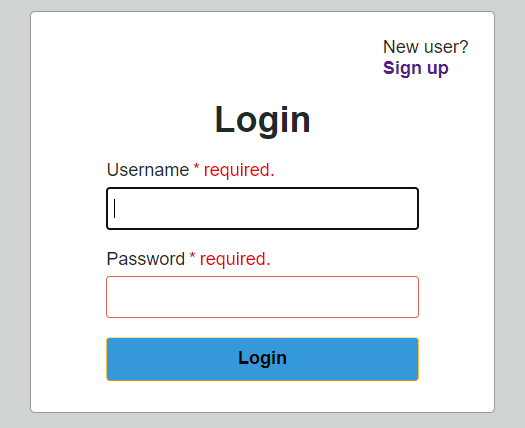 New user?
Sign up
Login
Username * required.
Password * required.
Login